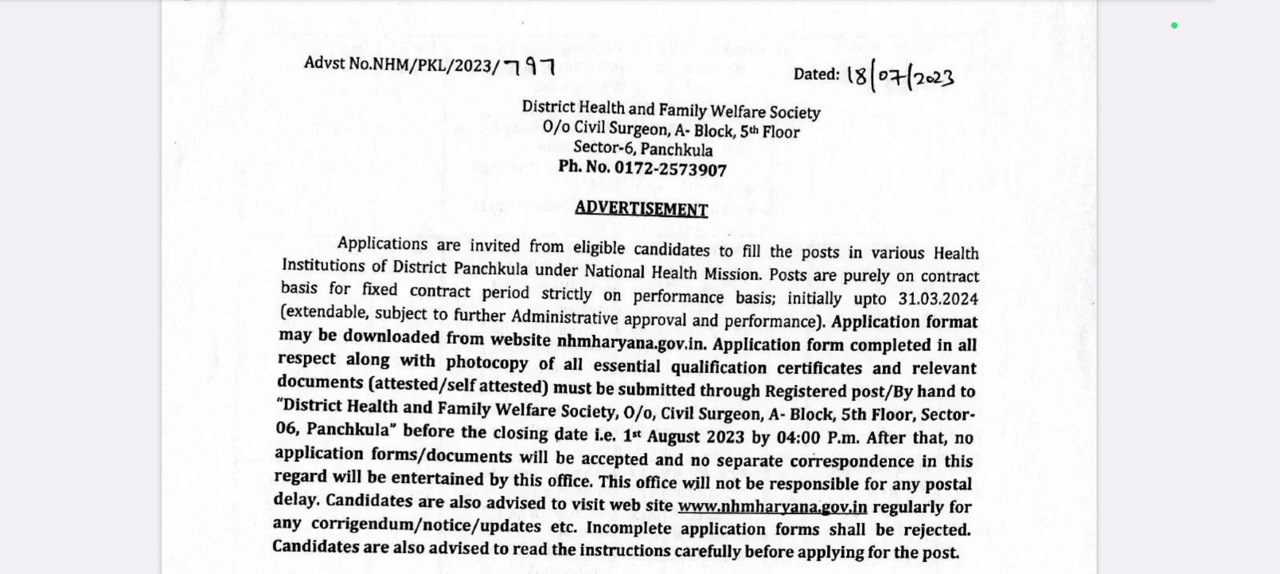 Advst No.NHM/PKL/2023/797
Dated: 18/07/2023
District Health and Family Welfare Society
O/o Civil Surgeon, A- Block, 5th Floor
Sector-6, Panchkula
Ph. No. 0172-2573907
ADVERTISEMENT
Applications are invited from eligible candidates to fill the posts in various Health
Institutions of District Panchkula under National Health Mission. Posts are purely on contract
basis for fixed contract period strictly on performance basis; initially upto 31.03.2024
(extendable, subject to further Administrative approval and performance). Application format
may be downloaded from website nhmharyana.gov.in. Application form completed in all
respect along with photocopy of all essential qualification certificates and relevant
documents (attested/self attested) must be submitted through Registered post/By hand to
"District Health and Family Welfare Society, O/o, Civil Surgeon, A- Block, 5th Floor, Sector-
06, Panchkula" before the closing date i.e. 1st August 2023 by 04:00 P.m. After that, no
application forms/documents will be accepted and no separate correspondence in this
regard will be entertained by this office. This office will not be responsible for any postal
delay. Candidates are also advised to visit web site www.nhmharyana.gov.in regularly for
any corrigendum/notice/updates etc. Incomplete application forms shall be rejected.
Candidates are also advised to read the instructions carefully before applying for the post.